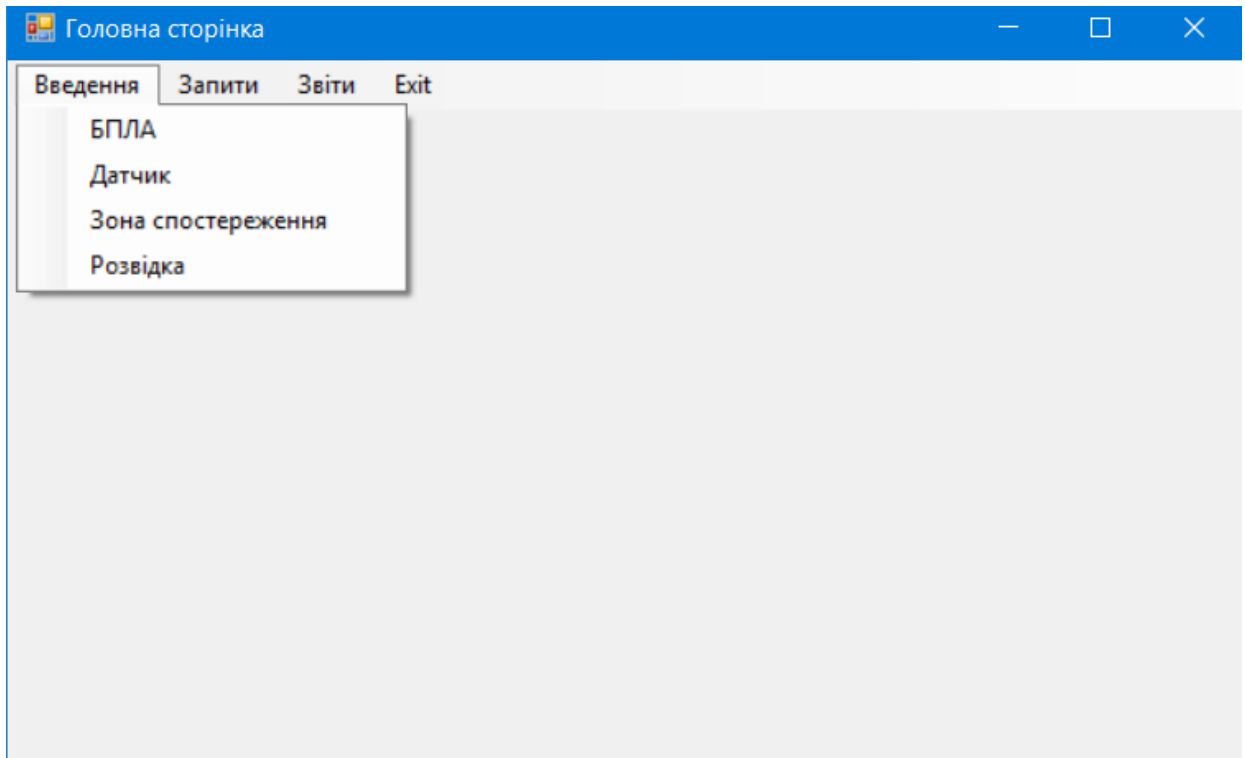 Головна сторінка
Введення Запити Звіти Exit
БПЛА
Датчик
Зона спостереження
Розвідка